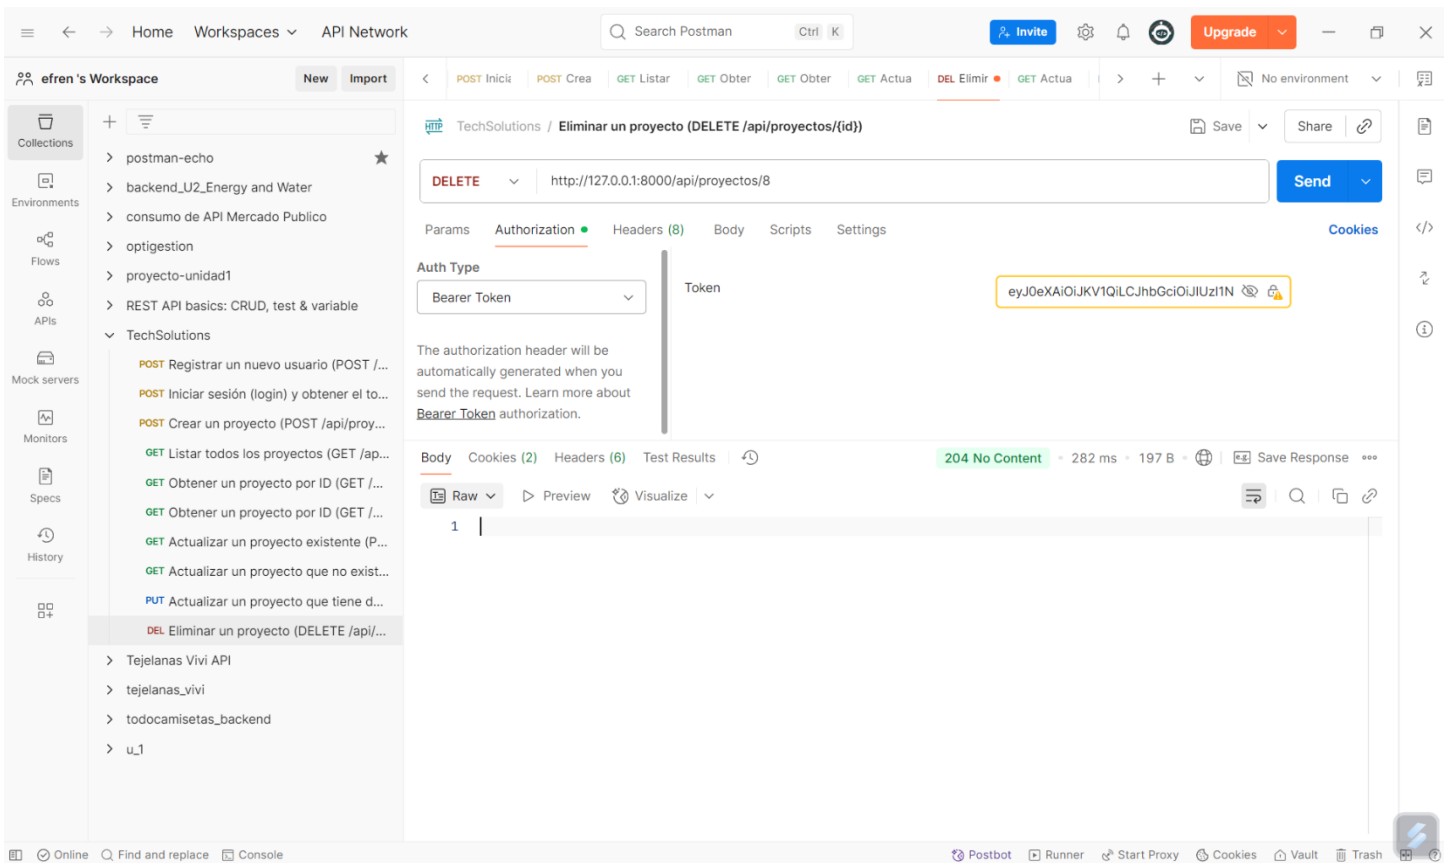 Home Workspaces API Network Search Postman Ctrl K Invite Upgrade
efren 's Workspace New Import POST Inicia POST Crea GET Listar GET Obter GET Obter GET Actua DEL Elimir GET Actua No environment
Collections
Environments
Flows
APIs
Mock servers
Monitors
Specs
History
postman-echo
backend_U2_Energy and Water
consumo de API Mercado Publico
optigestion
proyecto-unidad1
REST API basics: CRUD, test & variable
TechSolutions
POST Registrar un nuevo usuario (POST /...
POST Iniciar sesión (login) y obtener el to...
POST Crear un proyecto (POST /api/proy...
GET Listar todos los proyectos (GET /ap...
GET Obtener un proyecto por ID (GET /...
GET Obtener un proyecto por ID (GET /...
GET Actualizar un proyecto existente (P...
GET Actualizar un proyecto que no exist...
PUT Actualizar un proyecto que tiene d...
DEL Eliminar un proyecto (DELETE /api/...
Tejelanas Vivi API
tejelanas_vivi
todocamisetas_backend
u_1
HTTP TechSolutions / Eliminar un proyecto (DELETE /api/proyectos/{id}) Save Share
DELETE http://127.0.0.1:8000/api/proyectos/8 Send
Params Authorization Headers (8) Body Scripts Settings Cookies
Auth Type
Bearer Token
Token eyJ0eXAiOiJKV1QiLCJhbGciOiJIUzI1N
The authorization header will be
automatically generated when you
send the request. Learn more about
Bearer Token authorization.
Body Cookies (2) Headers (6) Test Results 204 No Content 282 ms 197 B e.g. Save Response
Raw Preview Visualize
1
Online Find and replace Console Postbot Runner Start Proxy Cookies Vault Trash